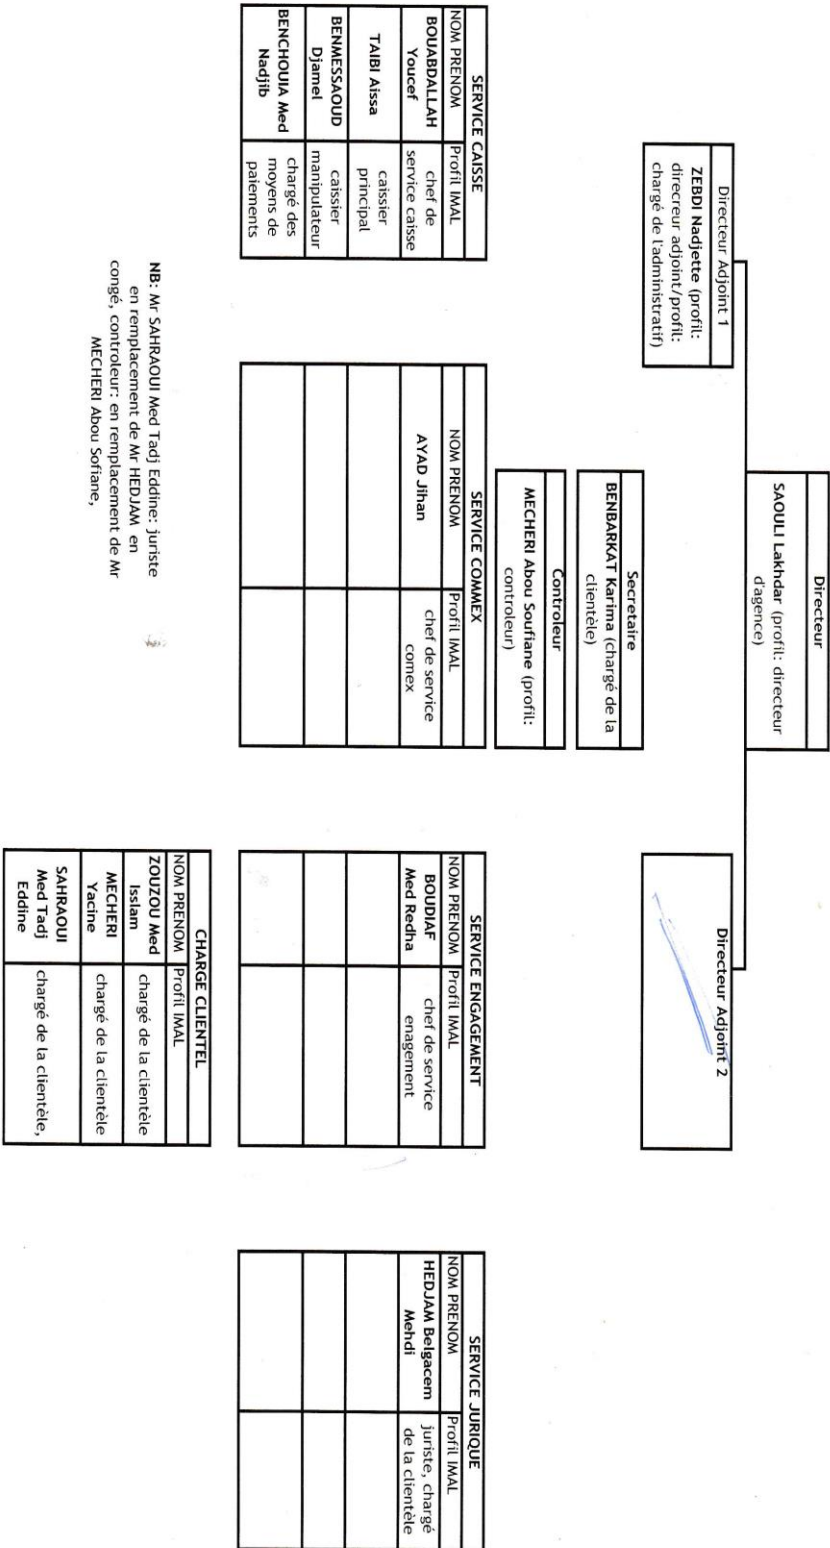 Directeur
SAOULI Lakhdar (profil: directeur
d'agence)
Directeur Adjoint 1
ZEBDI Nadjette (profil:
direcreur adjoint/profil:
chargé de l'administratif)
Directeur Adjoint 2
Secretaire
BENBARKAT Karima (chargé de la
clientèle)
Controleur
MECHERI Abou Soufiane (profil:
controleur)
SERVICE CAISSE
NOM PRENOM Profil IMAL
BOUABDALLAH
Youcef
chef de
service caisse
TAIBI Aissa
caissier
principal
BENMESSAOUD
Djamel
caissier
manipulateur
BENCHOUIA Med
Nadjib
chargé des
moyens de
paiements
SERVICE COMMEX
NOM PRENOM Profil IMAL
AYAD Jihan
chef de service
comex
SERVICE ENGAGEMENT
NOM PRENOM Profil IMAL
BOUDIAF
Med Redha
chef de service
enagement
SERVICE JURIQUE
NOM PRENOM Profil IMAL
HEDJAM Belgacem
Mehdi
juriste, chargé
de la clientèle
CHARGE CLIENTEL
NOM PRENOM Profil IMAL
ZOUZOU Med
Isslam
chargé de la clientèle
MECHERI
Yacine
chargé de la clientèle
SAHRAOUI
Med Tadj
Eddine
chargé de la clientèle,
NB: Mr SAHRAOUI Med Tadj Eddine: juriste
en remplacement de Mr HEDJAM en
congé, controleur: en remplacement de Mr
MECHERI Abou Sofiane,